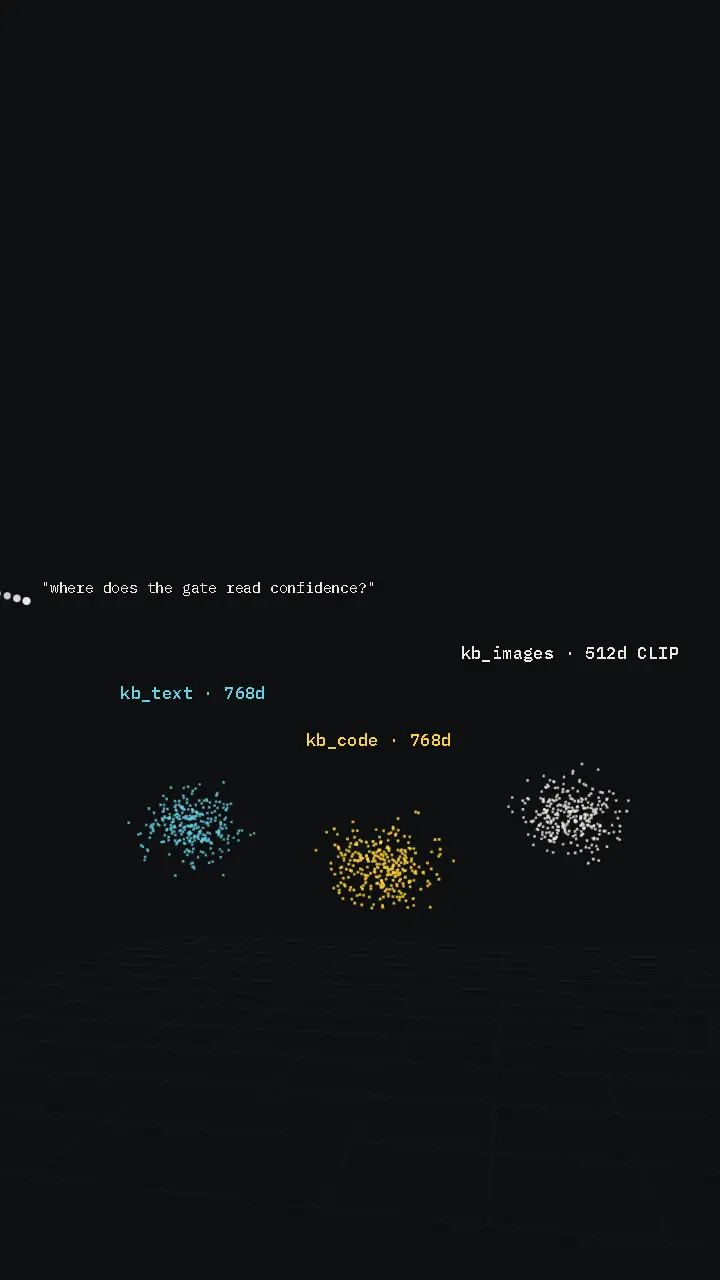 "where does the gate read confidence?"
kb_images · 512d CLIP
kb_text · 768d
kb_code · 768d